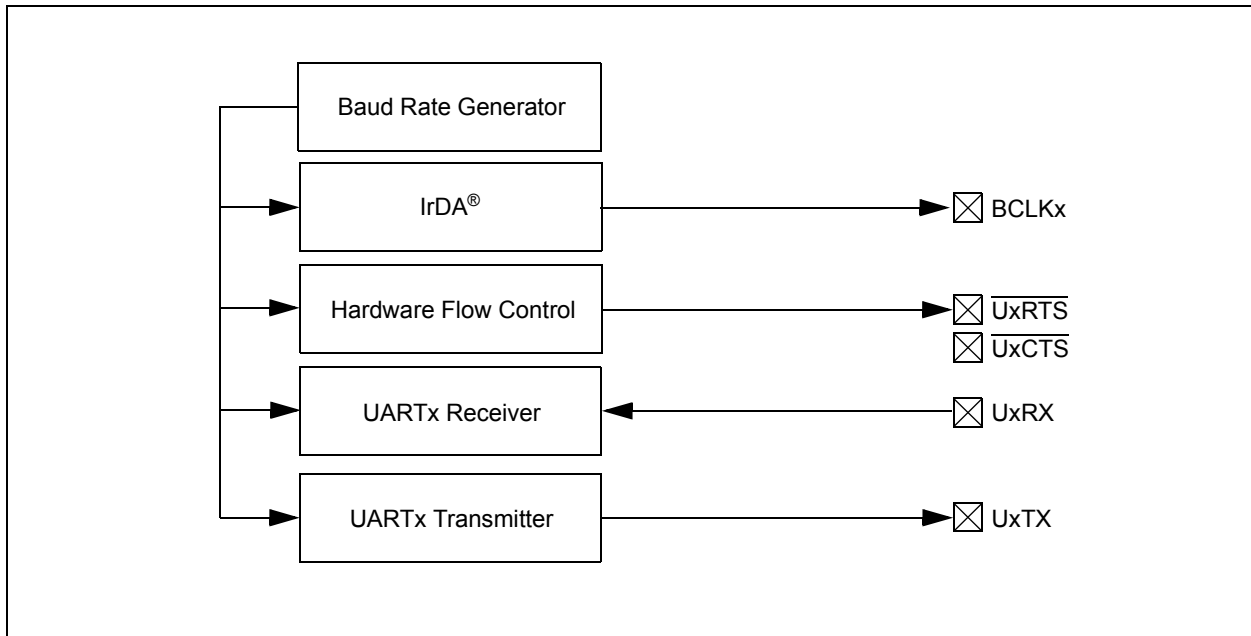 Baud Rate Generator
IrDA®
BCLKx
Hardware Flow Control
UxRTS
UxCTS
UARTx Receiver
UxRX
UARTx Transmitter
UxTX